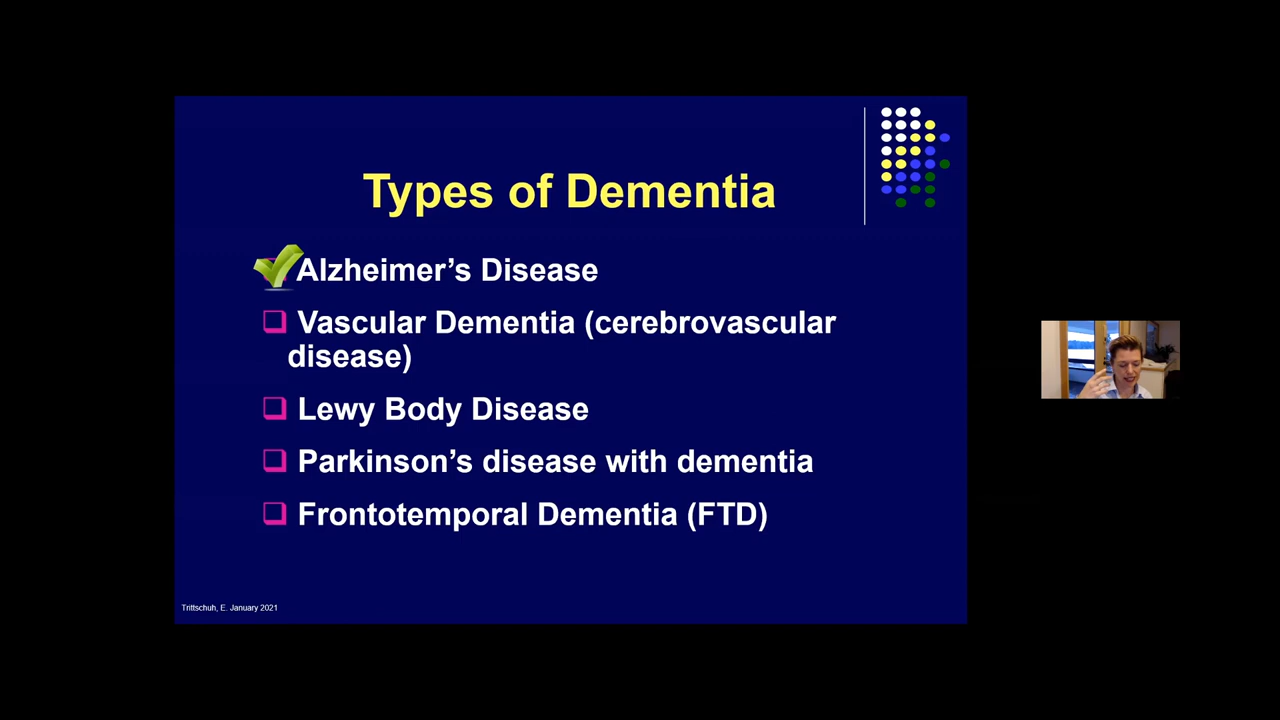 Types of Dementia
Alzheimer’s Disease
Vascular Dementia (cerebrovascular
disease)
Lewy Body Disease
Parkinson’s disease with dementia
Frontotemporal Dementia (FTD)
Trittschuh, E. January 2021